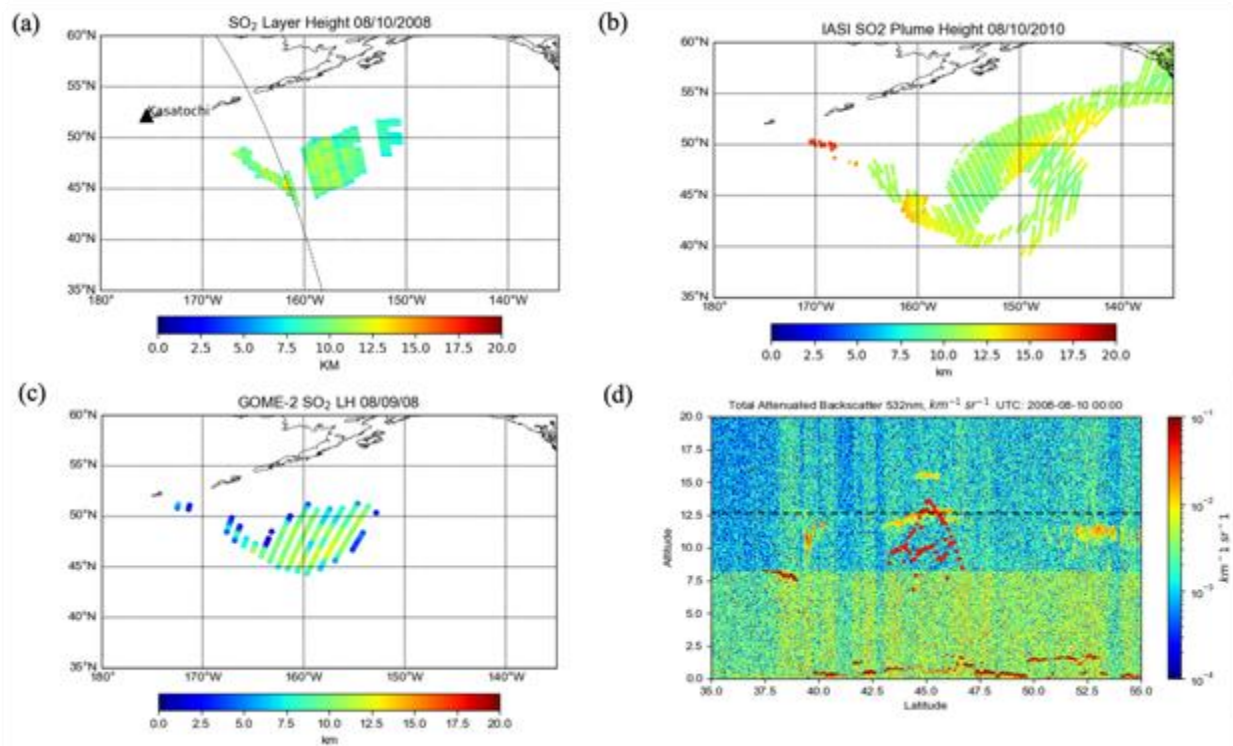 (a)
SO₂ Layer Height 08/10/2008
60°N
55°N
50°N
45°N
40°N
35°N
Kasatochi
180° 170°W 160°W 150°W 140°W
0.0 2.5 5.0 7.5 10.0 12.5 15.0 17.5 20.0
KM
(b)
IASI SO2 Plume Height 08/10/2010
60°N
55°N
50°N
45°N
40°N
35°N
180° 170°W 160°W 150°W 140°W
0.0 2.5 5.0 7.5 10.0 12.5 15.0 17.5 20.0
km
(c)
GOME-2 SO₂ LH 08/09/08
60°N
55°N
50°N
45°N
40°N
35°N
180° 170°W 160°W 150°W 140°W
0.0 2.5 5.0 7.5 10.0 12.5 15.0 17.5 20.0
km
(d)
Total Attenuated Backscatter 532nm, km⁻¹ sr⁻¹ UTC: 2008-08-10 00:00
20.0
17.5
15.0
12.5
10.0
7.5
5.0
2.5
0.0
Altitude
35.0 37.5 40.0 42.5 45.0 47.5 50.0 52.5 55.0
Latitude
10⁻¹
10⁻²
10⁻³
10⁻⁴
km⁻1 sr⁻1